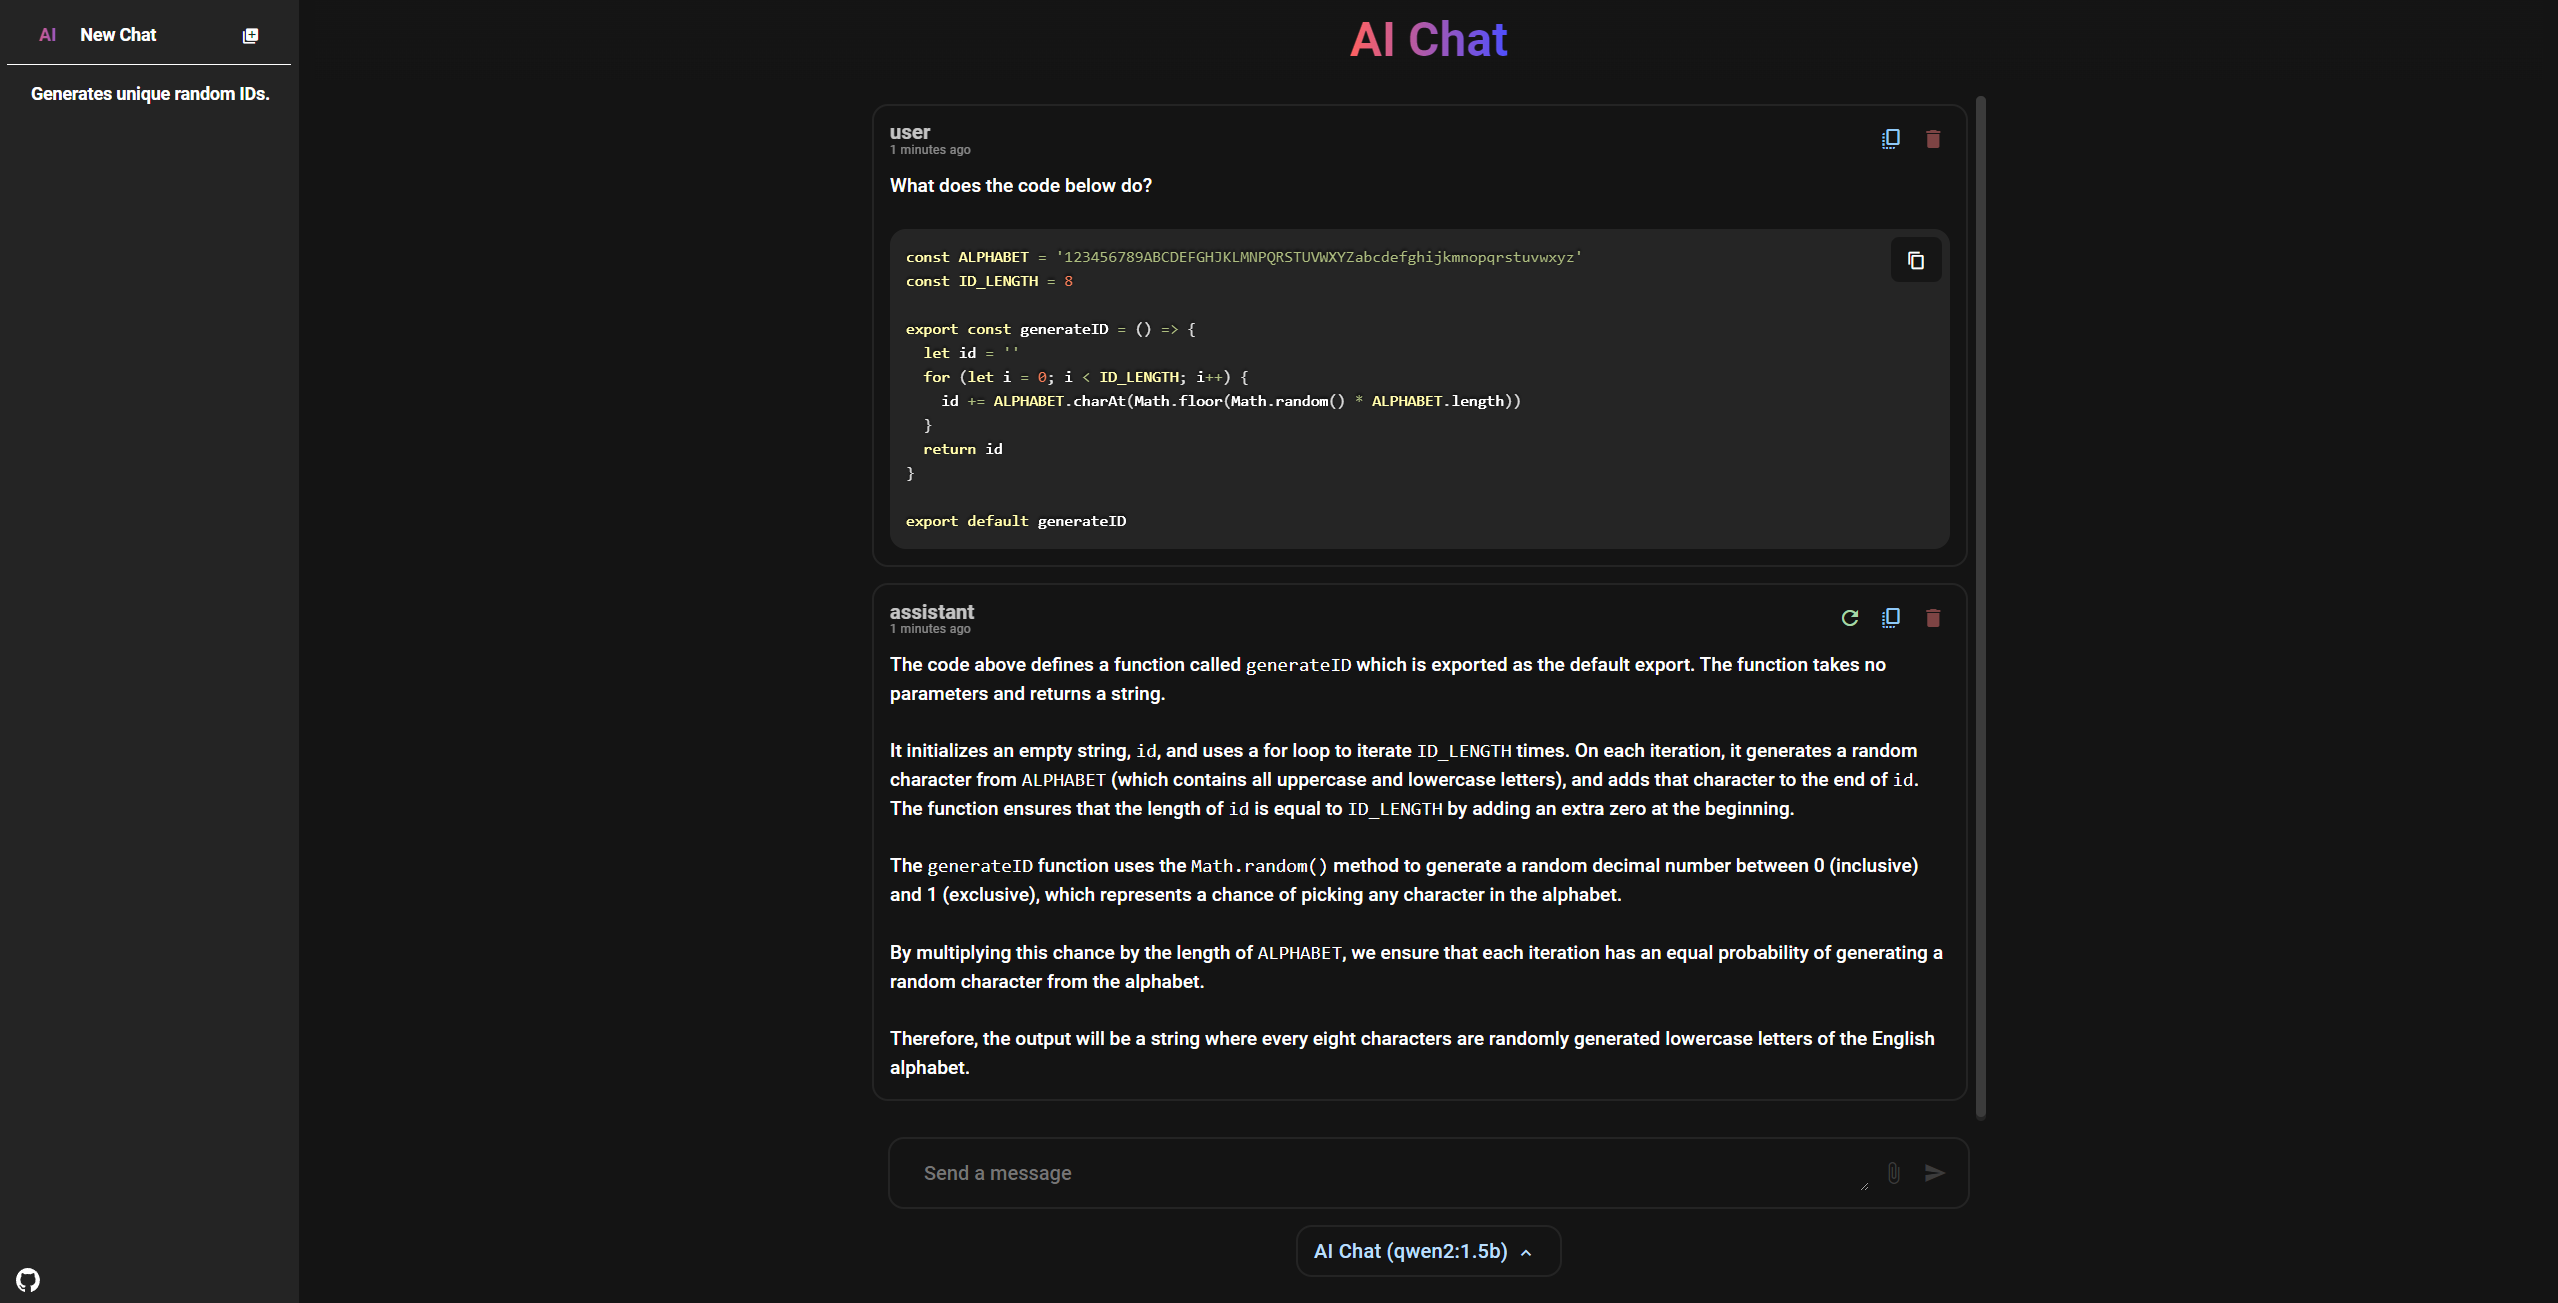 AI New Chat
Generates unique random IDs.
AI Chat
user
1 minutes ago
What does the code below do?
const ALPHABET = '123456789ABCDEFGHJKLMNPQRSTUVWXYZabcdefghijkmnopqrstuvwxyz'
const ID_LENGTH = 8
export const generateID = () => {
  let id = ''
  for (let i = 0; i < ID_LENGTH; i++) {
    id += ALPHABET.charAt(Math.floor(Math.random() * ALPHABET.length))
  }
  return id
}
export default generateID
assistant
1 minutes ago
The code above defines a function called generateID which is exported as the default export. The function takes no
parameters and returns a string.
It initializes an empty string, id, and uses a for loop to iterate ID_LENGTH times. On each iteration, it generates a random
character from ALPHABET (which contains all uppercase and lowercase letters), and adds that character to the end of id.
The function ensures that the length of id is equal to ID_LENGTH by adding an extra zero at the beginning.
The generateID function uses the Math.random() method to generate a random decimal number between 0 (inclusive)
and 1 (exclusive), which represents a chance of picking any character in the alphabet.
By multiplying this chance by the length of ALPHABET, we ensure that each iteration has an equal probability of generating a
random character from the alphabet.
Therefore, the output will be a string where every eight characters are randomly generated lowercase letters of the English
alphabet.
Send a message
AI Chat (qwen2:1.5b)